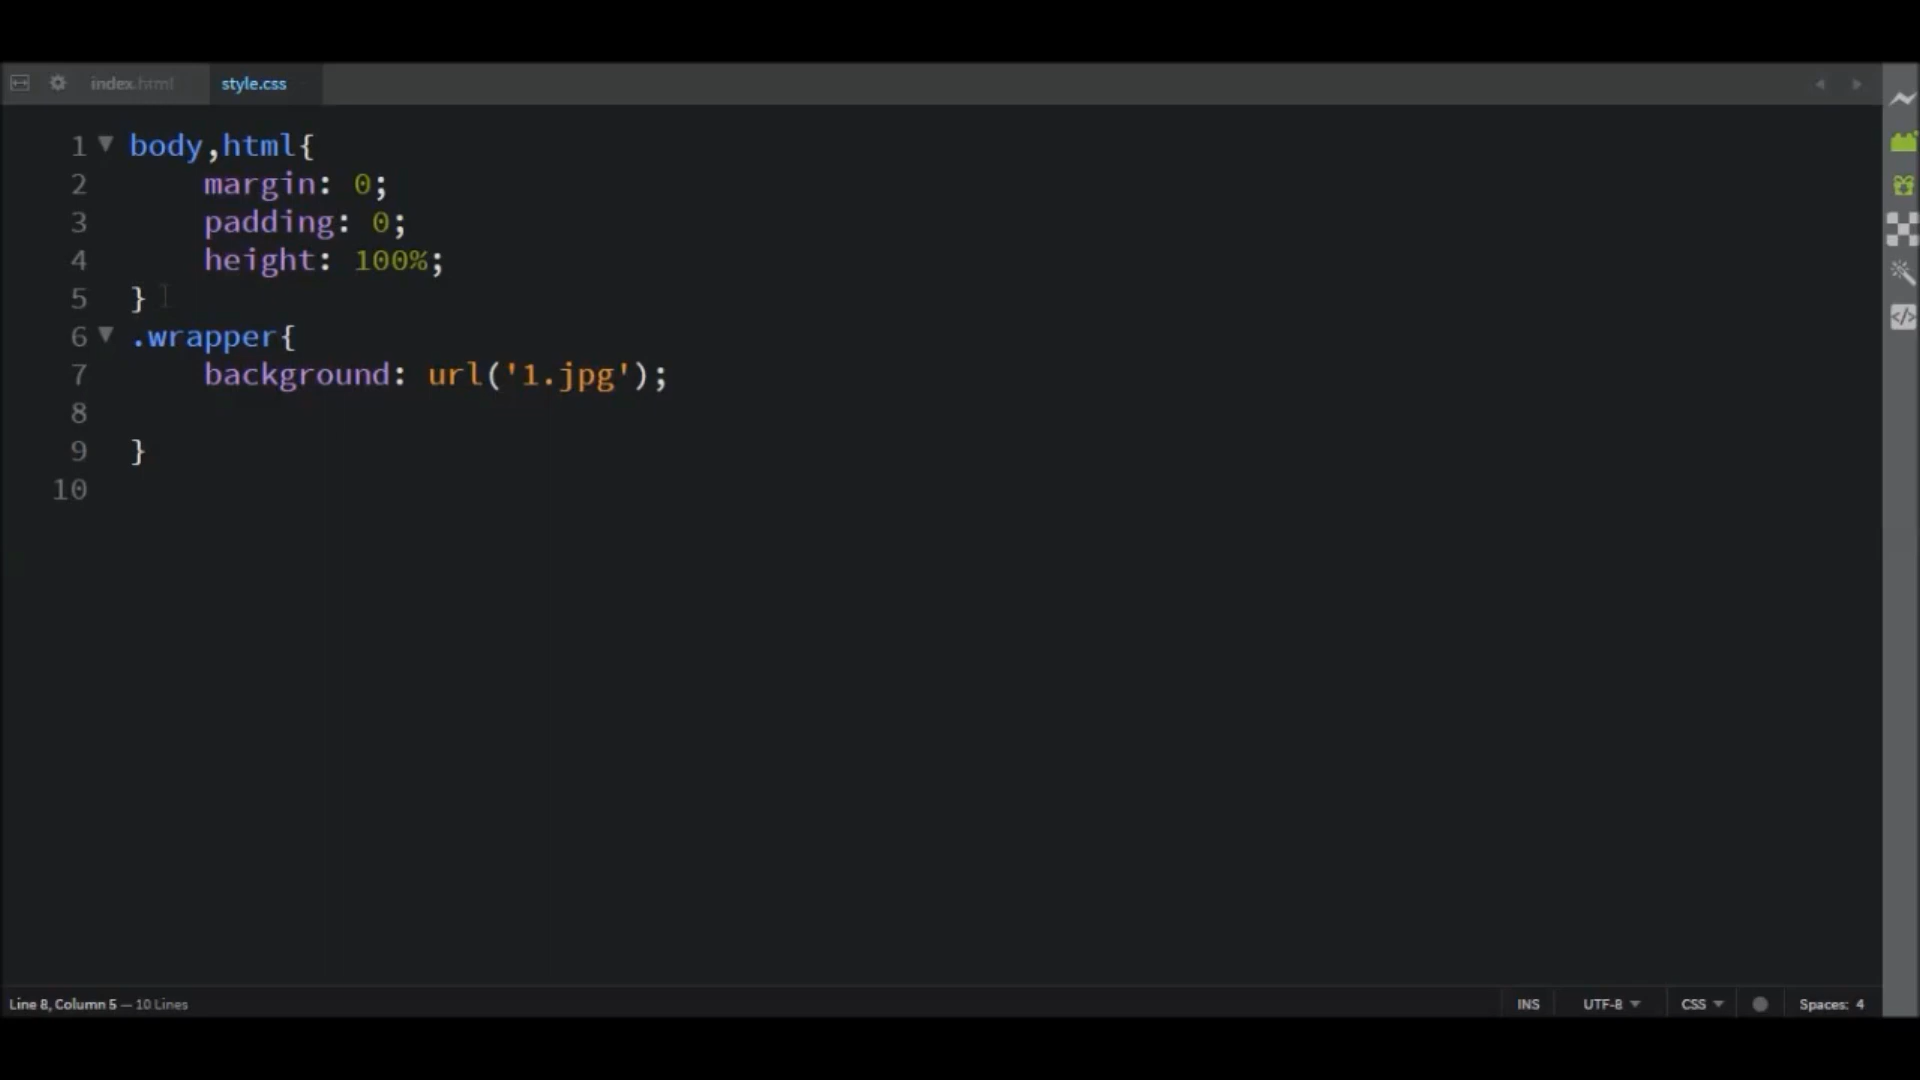 index.html style.css
1 body,html{
2 margin: 0;
3 padding: 0;
4 height: 100%;
5 }
6 .wrapper{
7 background: url('1.jpg');
8
9 }
10
Line 8, Column 5 — 10 Lines INS UTF-8 CSS Spaces: 4